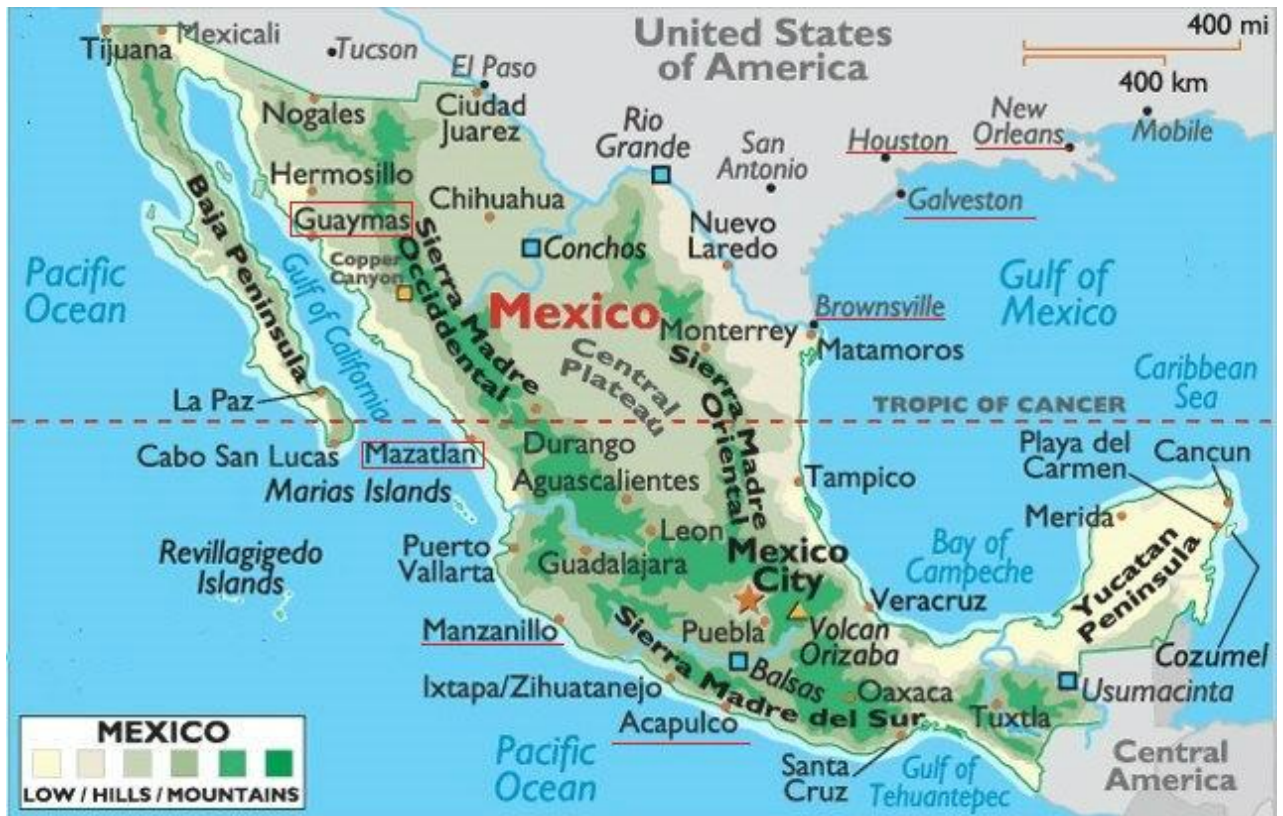 Tijuana
Mexicali
Tucson
United States
of America
400 mi
400 km
El Paso
Nogales
Ciudad
Juarez
Rio
Grande
San
Antonio
Houston
New
Orleans
Mobile
Hermosillo
Chihuahua
Guaymas
Galveston
Nuevo
Laredo
Conchos
Copper
Canyon
Baja Peninsula
Gulf of California
Pacific
Ocean
Sierra Madre
Occiddental
Mexico
Gulf of
Mexico
Brownsville
Monterrey
Matamoros
Central
Plateau
Sierra Madre
Oriental
Caribbean
Sea
La Paz
TROPIC OF CANCER
Cabo San Lucas
Mazatlan
Durango
Playa del
Carmen
Cancun
Marias Islands
Aguascalientes
Tampico
Merida
Leon
Revillagigedo
Islands
Puerto
Vallarta
Guadalajara
Mexico
City
Bay of
Campeche
Yucatan
Peninsula
Veracruz
Manzanillo
Puebla
Volcan
Orizaba
Cozumel
Sierra Madre del Sur
Balsas
Ixtapa/Zihuatanejo
Oaxaca
Usumacinta
Acapulco
Tuxtla
MEXICO
LOW / HILLS / MOUNTAINS
Pacific
Ocean
Santa
Cruz
Gulf of
Tehuantepec
Central
America